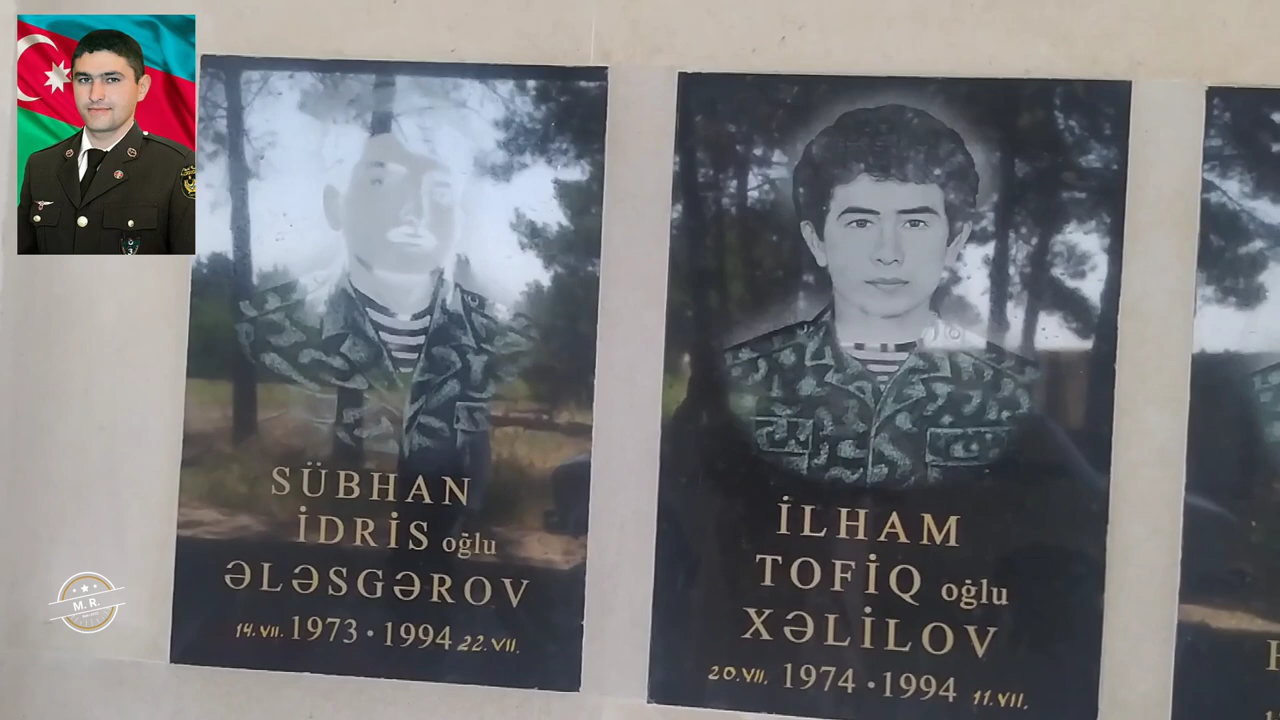 SÜBHAN
İDRİS oğlu
ƏLƏSGƏROV
14.VII. 1973 • 1994 22.VII.
İLHAM
TOFİQ oğlu
XƏLİLOV
20.VII. 1974 • 1994 11.VII.
M. R.